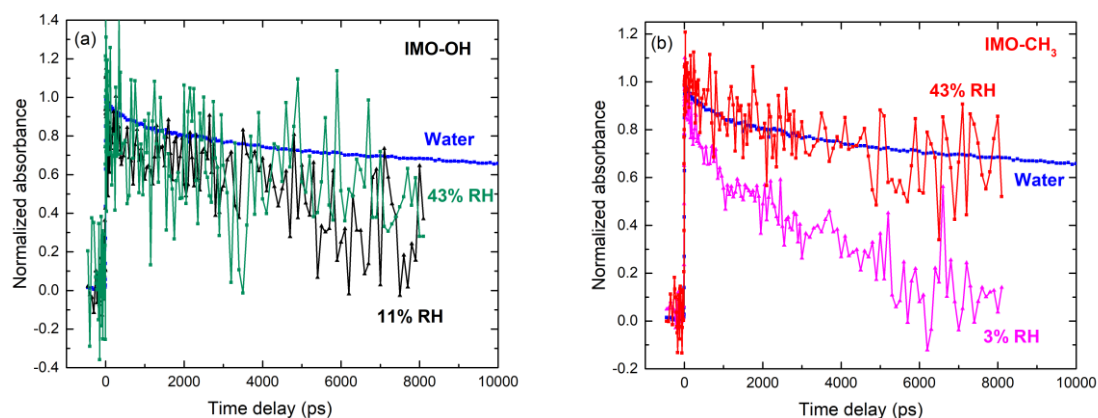 (a)
IMO-OH
Water
43% RH
11% RH
Normalized absorbance
1.4
1.2
1.0
0.8
0.6
0.4
0.2
0.0
-0.2
-0.4
0
2000
4000
6000
8000
10000
Time delay (ps)
(b)
IMO-CH₃
43% RH
Water
3% RH
Normalized absorbance
1.2
1.0
0.8
0.6
0.4
0.2
0.0
-0.2
0
2000
4000
6000
8000
10000
Time delay (ps)